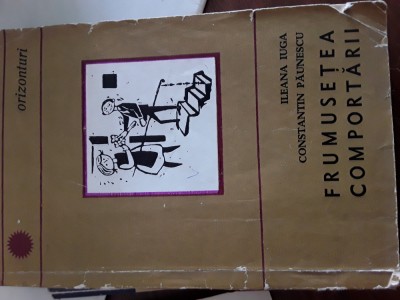 orizonturi
ILEANA IUGA
CONSTANTIN PĂUNESCU
FRUMUSEȚEA
COMPORTĂRII